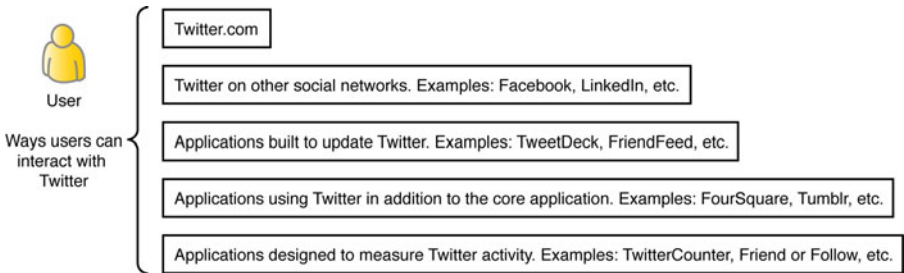 Twitter.com
Twitter on other social networks. Examples: Facebook, LinkedIn, etc.
User
Ways users can
interact with
Twitter
Applications built to update Twitter. Examples: TweetDeck, FriendFeed, etc.
Applications using Twitter in addition to the core application. Examples: FourSquare, Tumblr, etc.
Applications designed to measure Twitter activity. Examples: TwitterCounter, Friend or Follow, etc.